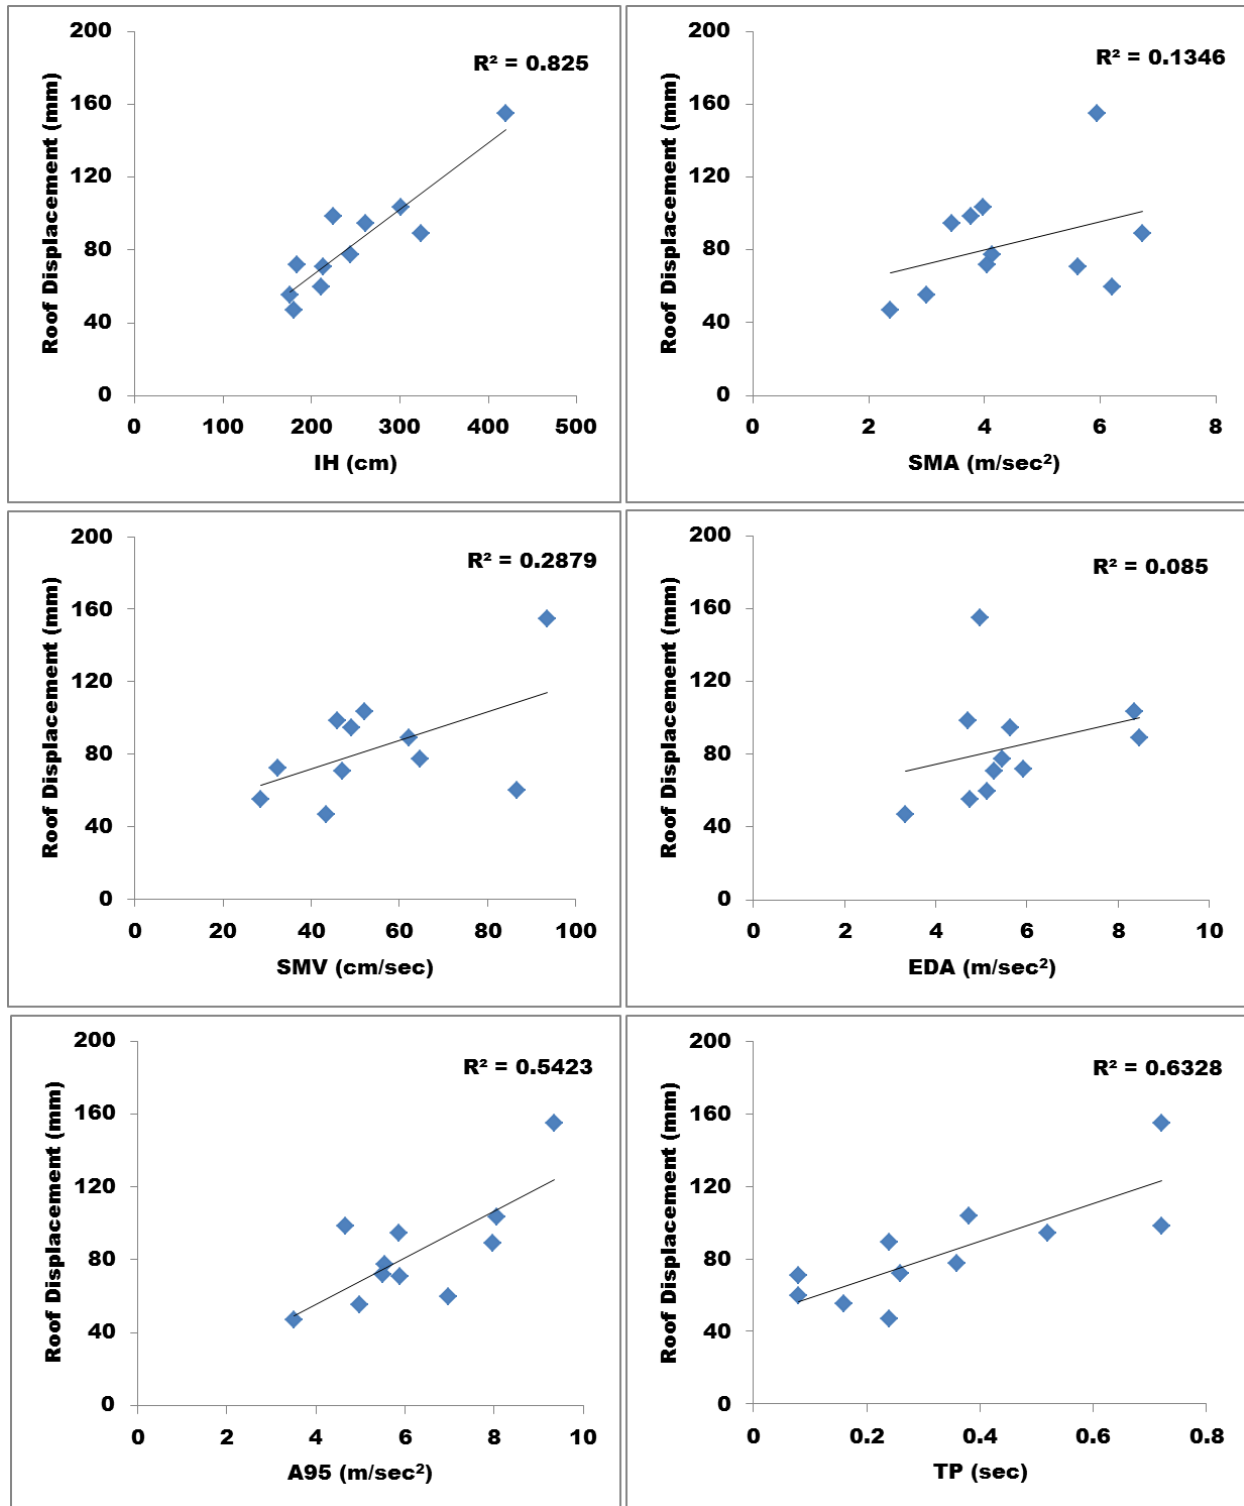 200
160
120
80
40
0
Roof Displacement (mm)
R² = 0.825
0 100 200 300 400 500
IH (cm)
200
160
120
80
40
0
Roof Displacement (mm)
R² = 0.1346
0 2 4 6 8
SMA (m/sec²)
200
160
120
80
40
0
Roof Displacement (mm)
R² = 0.2879
0 20 40 60 80 100
SMV (cm/sec)
200
160
120
80
40
0
Roof Displacement (mm)
R² = 0.085
0 2 4 6 8 10
EDA (m/sec²)
200
160
120
80
40
0
Roof Displacement (mm)
R² = 0.5423
0 2 4 6 8 10
A95 (m/sec²)
200
160
120
80
40
0
Roof Displacement (mm)
R² = 0.6328
0 0.2 0.4 0.6 0.8
TP (sec)